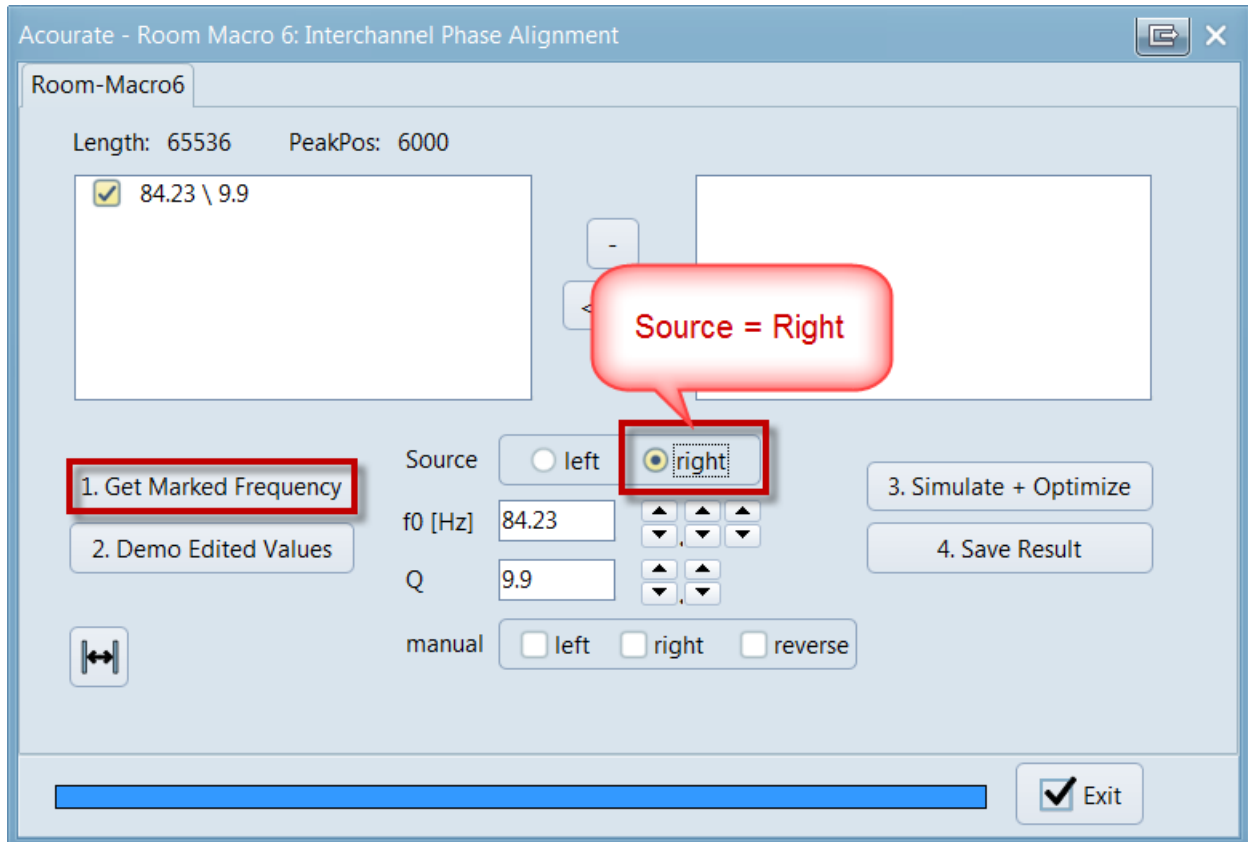 Acourate - Room Macro 6: Interchannel Phase Alignment
Room-Macro6
Length: 65536 PeakPos: 6000
84.23 \ 9.9
-
<
Source = Right
Source left right
1. Get Marked Frequency
3. Simulate + Optimize
f0 [Hz] 84.23
2. Demo Edited Values
4. Save Result
Q 9.9
manual left right reverse
Exit